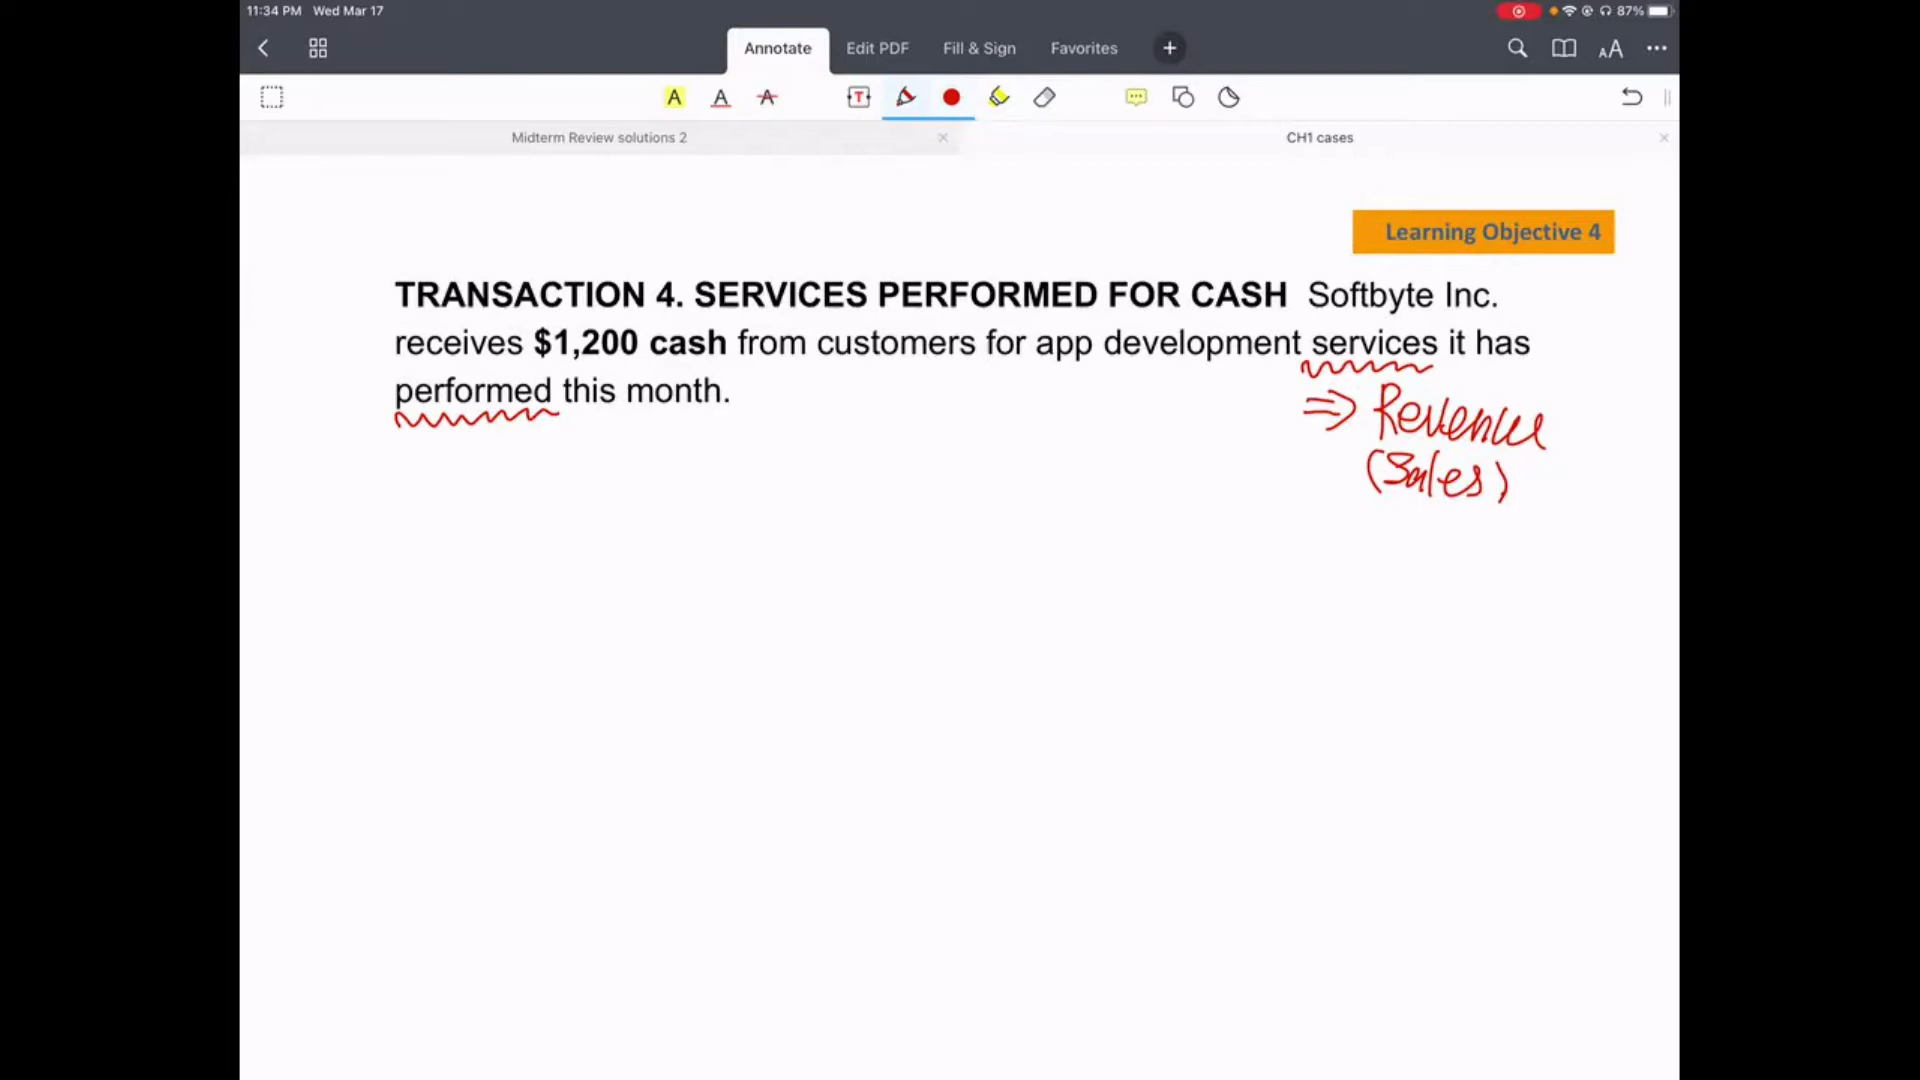 11:34 PM Wed Mar 17
87%
Annotate Edit PDF Fill & Sign Favorites +
AA
A A A T
Midterm Review solutions 2
CH1 cases
Learning Objective 4
TRANSACTION 4. SERVICES PERFORMED FOR CASH Softbyte Inc.
receives $1,200 cash from customers for app development services it has
performed this month.
⇒ Revenue
(Sales)